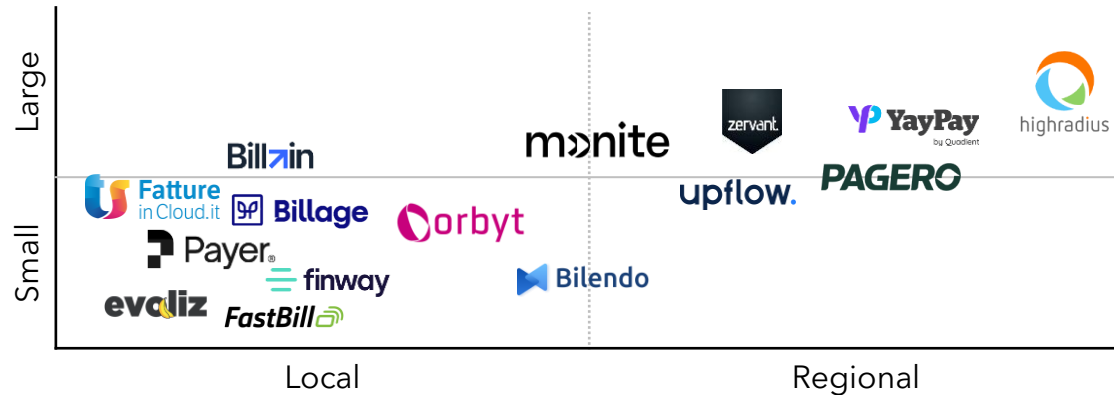 Large
Small
Local
Regional
Billin
Fatture
in Cloud.it
Billage
Payer®
finway
evoliz
FastBill
orbyt
monite
Bilendo
zervant
YayPay
by Quadient
highradius
PAGERO
upflow.